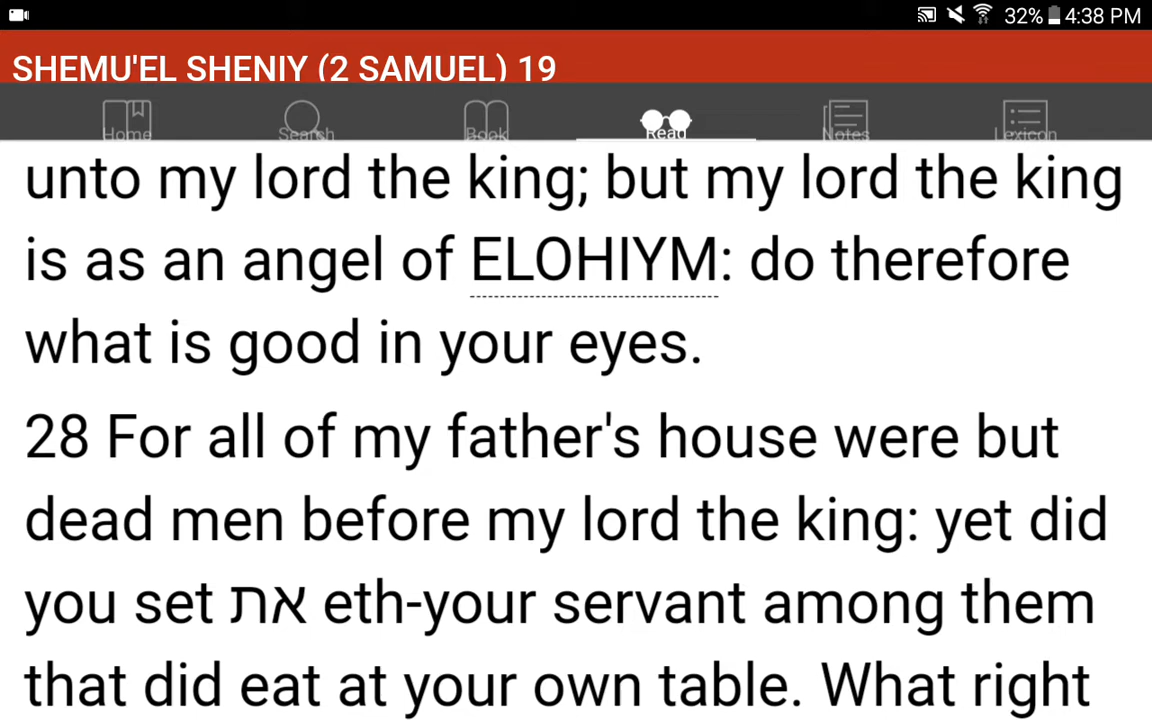 32% 4:38 PM
SHEMU'EL SHENIY (2 SAMUEL) 19
Home Search Book Read Notes Lexicon
unto my lord the king; but my lord the king
is as an angel of ELOHIYM: do therefore
what is good in your eyes.
28 For all of my father's house were but
dead men before my lord the king: yet did
you set את eth-your servant among them
that did eat at your own table. What right